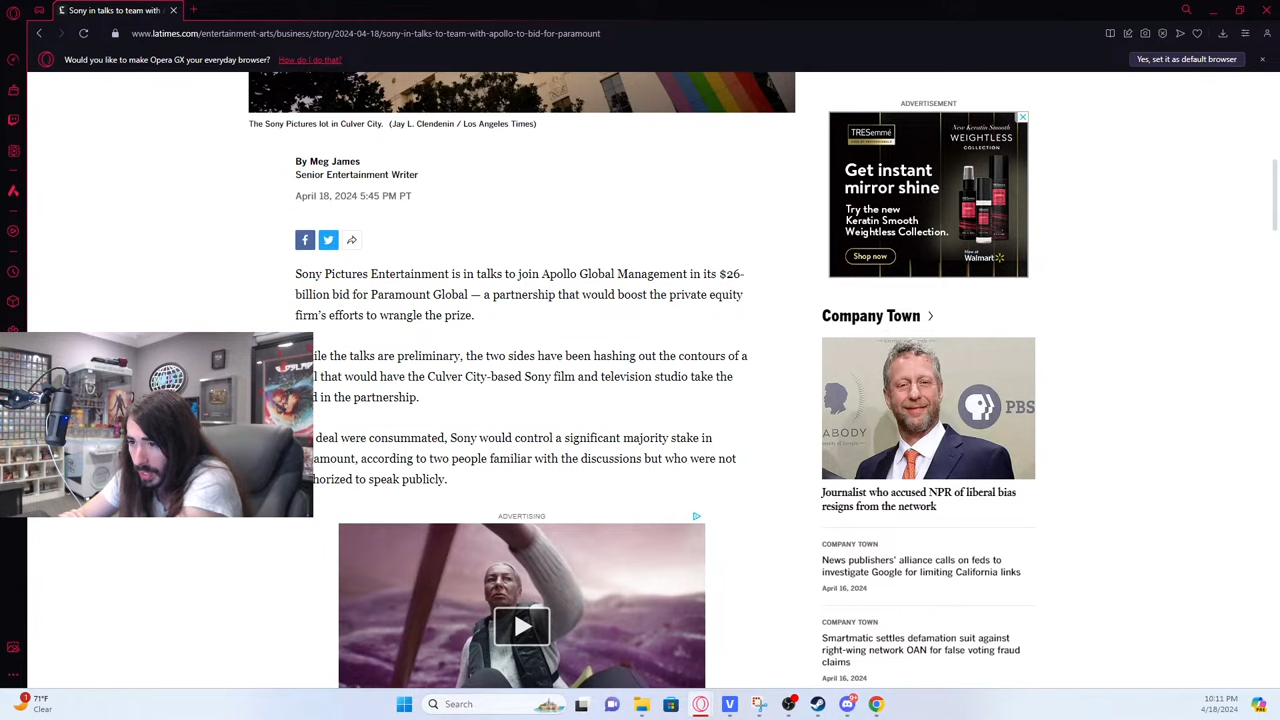 Sony in talks to team with
www.latimes.com/entertainment-arts/business/story/2024-04-18/sony-in-talks-to-team-with-apollo-to-bid-for-paramount
Would you like to make Opera GX your everyday browser? How do I do that?
Yes, set it as default browser
The Sony Pictures lot in Culver City. (Jay L. Clendenin / Los Angeles Times)
By Meg James
Senior Entertainment Writer
April 18, 2024 5:45 PM PT
Sony Pictures Entertainment is in talks to join Apollo Global Management in its $26-
billion bid for Paramount Global — a partnership that would boost the private equity
firm's efforts to wrangle the prize.
ile the talks are preliminary, the two sides have been hashing out the contours of a
l that would have the Culver City-based Sony film and television studio take the
d in the partnership.
deal were consummated, Sony would control a significant majority stake in
amount, according to two people familiar with the discussions but who were not
horized to speak publicly.
ADVERTISING
ADVERTISEMENT
TRESemmé
New Keratin Smooth
WEIGHTLESS
COLLECTION
Get instant
mirror shine
Try the new
Keratin Smooth
Weightless Collection.
Shop now
Now at
Walmart
Company Town
ABODY
PBS
Journalist who accused NPR of liberal bias
resigns from the network
COMPANY TOWN
News publishers' alliance calls on feds to
investigate Google for limiting California links
April 16, 2024
COMPANY TOWN
Smartmatic settles defamation suit against
right-wing network OAN for false voting fraud
claims
April 16, 2024
1
71°F
Clear
Search
10:11 PM
4/18/2024